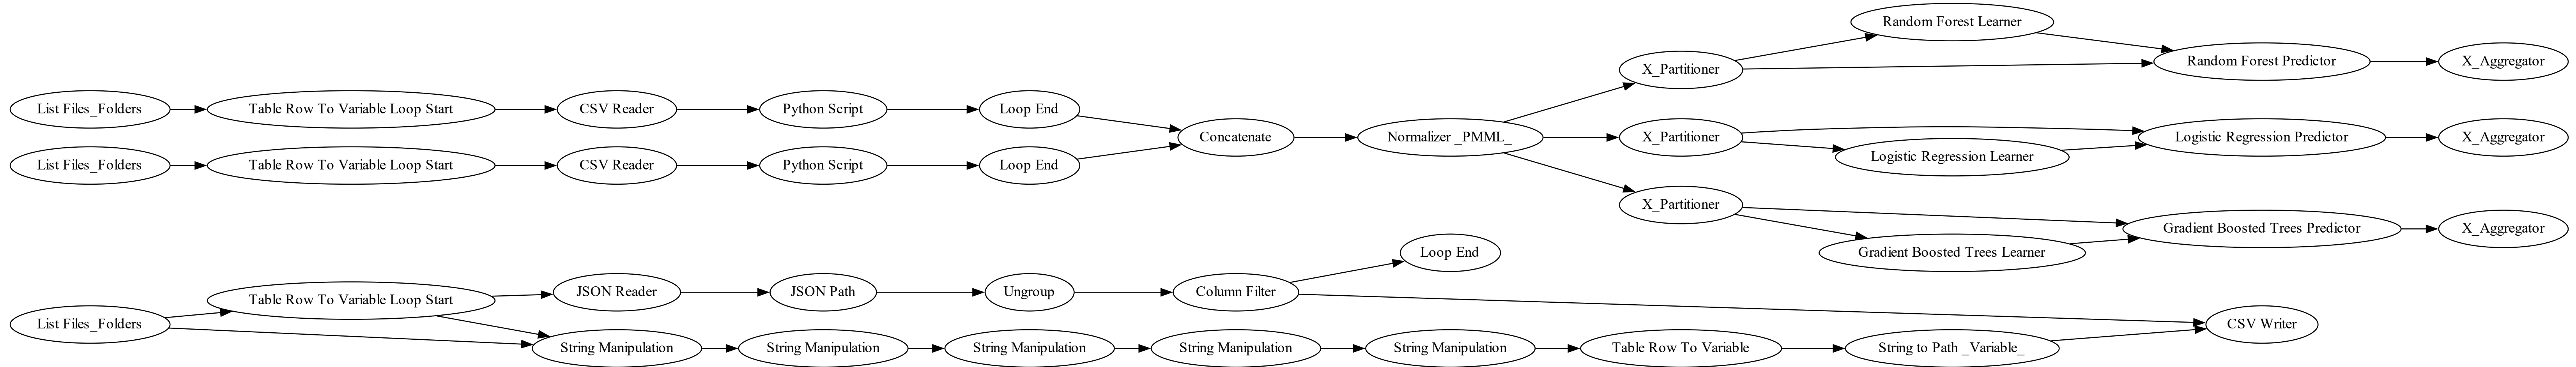 Random Forest Learner
X_Partitioner
Random Forest Predictor
X_Aggregator
List Files_Folders
Table Row To Variable Loop Start
CSV Reader
Python Script
Loop End
Concatenate
Normalizer _PMML_
X_Partitioner
Logistic Regression Predictor
X_Aggregator
Logistic Regression Learner
List Files_Folders
Table Row To Variable Loop Start
CSV Reader
Python Script
Loop End
X_Partitioner
Gradient Boosted Trees Predictor
X_Aggregator
Gradient Boosted Trees Learner
Loop End
Table Row To Variable Loop Start
JSON Reader
JSON Path
Ungroup
Column Filter
List Files_Folders
CSV Writer
String Manipulation
String Manipulation
String Manipulation
String Manipulation
String Manipulation
Table Row To Variable
String to Path _Variable_